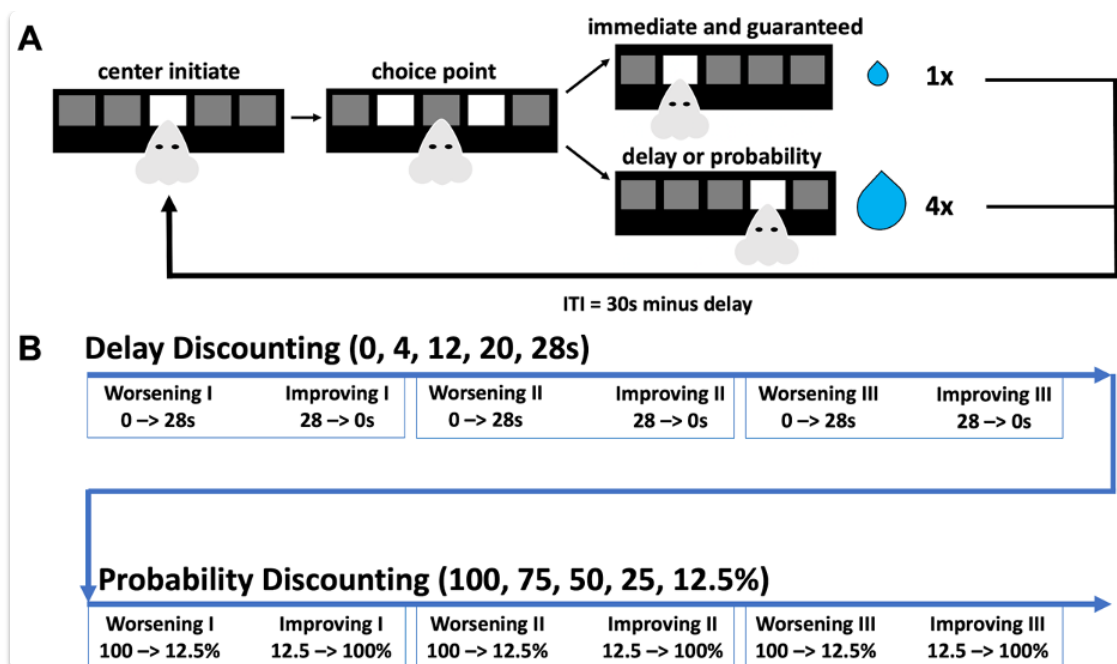 A
center initiate
choice point
immediate and guaranteed
1x
delay or probability
4x
ITI = 30s minus delay
B
Delay Discounting (0, 4, 12, 20, 28s)
Worsening I Improving I Worsening II Improving II Worsening III Improving III
0 –> 28s 28 –> 0s 0 –> 28s 28 –> 0s 0 –> 28s 28 –> 0s
Probability Discounting (100, 75, 50, 25, 12.5%)
Worsening I Improving I Worsening II Improving II Worsening III Improving III
100 –> 12.5% 12.5 –> 100% 100 –> 12.5% 12.5 –> 100% 100 –> 12.5% 12.5 –> 100%